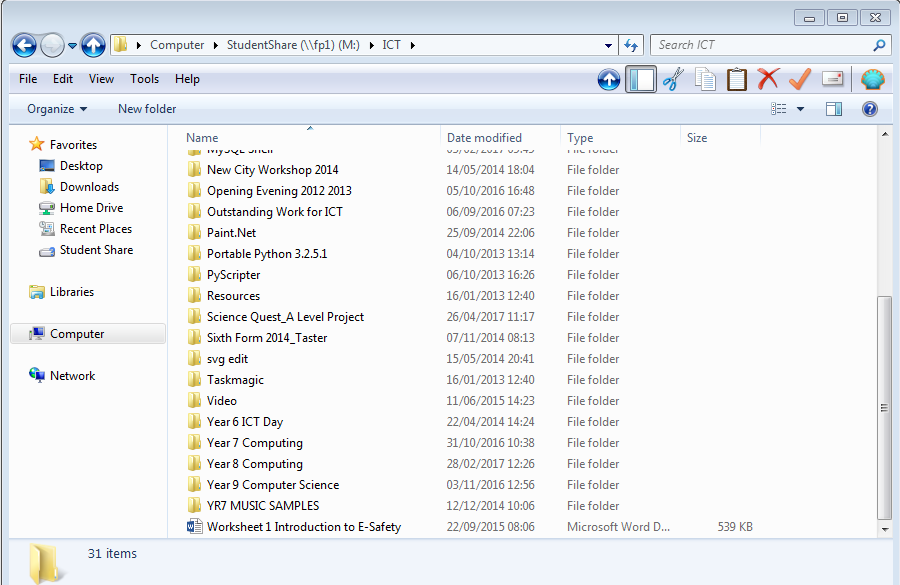 Computer StudentShare (\\fp1) (M:) ICT Search ICT
File Edit View Tools Help
Organize New folder
Favorites
Desktop
Downloads
Home Drive
Recent Places
Student Share
Libraries
Computer
Network
Name Date modified Type Size
MySQL Shell File folder
New City Workshop 2014 14/05/2014 18:04 File folder
Opening Evening 2012 2013 05/10/2016 16:48 File folder
Outstanding Work for ICT 06/09/2016 07:23 File folder
Paint.Net 25/09/2014 22:06 File folder
Portable Python 3.2.5.1 04/10/2013 13:14 File folder
PyScripter 06/10/2013 16:26 File folder
Resources 16/01/2013 12:40 File folder
Science Quest_A Level Project 26/04/2017 11:17 File folder
Sixth Form 2014_Taster 07/11/2014 08:13 File folder
svg edit 15/05/2014 20:41 File folder
Taskmagic 16/01/2013 12:40 File folder
Video 11/06/2015 14:23 File folder
Year 6 ICT Day 22/04/2014 14:24 File folder
Year 7 Computing 31/10/2016 10:38 File folder
Year 8 Computing 28/02/2017 12:26 File folder
Year 9 Computer Science 03/11/2016 12:56 File folder
YR7 MUSIC SAMPLES 12/12/2014 10:06 File folder
Worksheet 1 Introduction to E-Safety 22/09/2015 08:06 Microsoft Word D... 539 KB
31 items